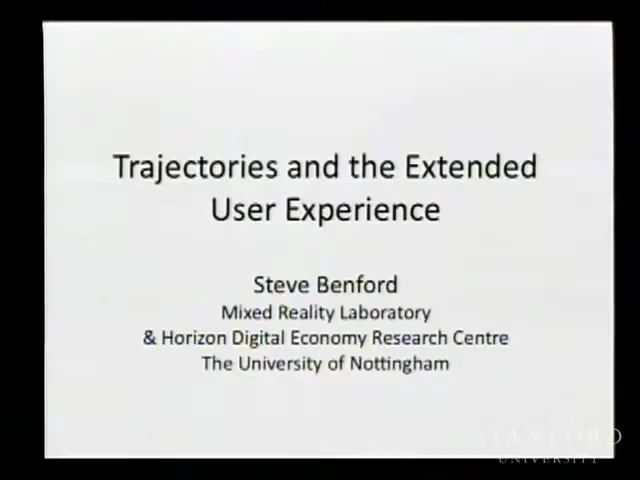 Trajectories and the Extended
User Experience
Steve Benford
Mixed Reality Laboratory
& Horizon Digital Economy Research Centre
The University of Nottingham
STANFORD
UNIVERSITY